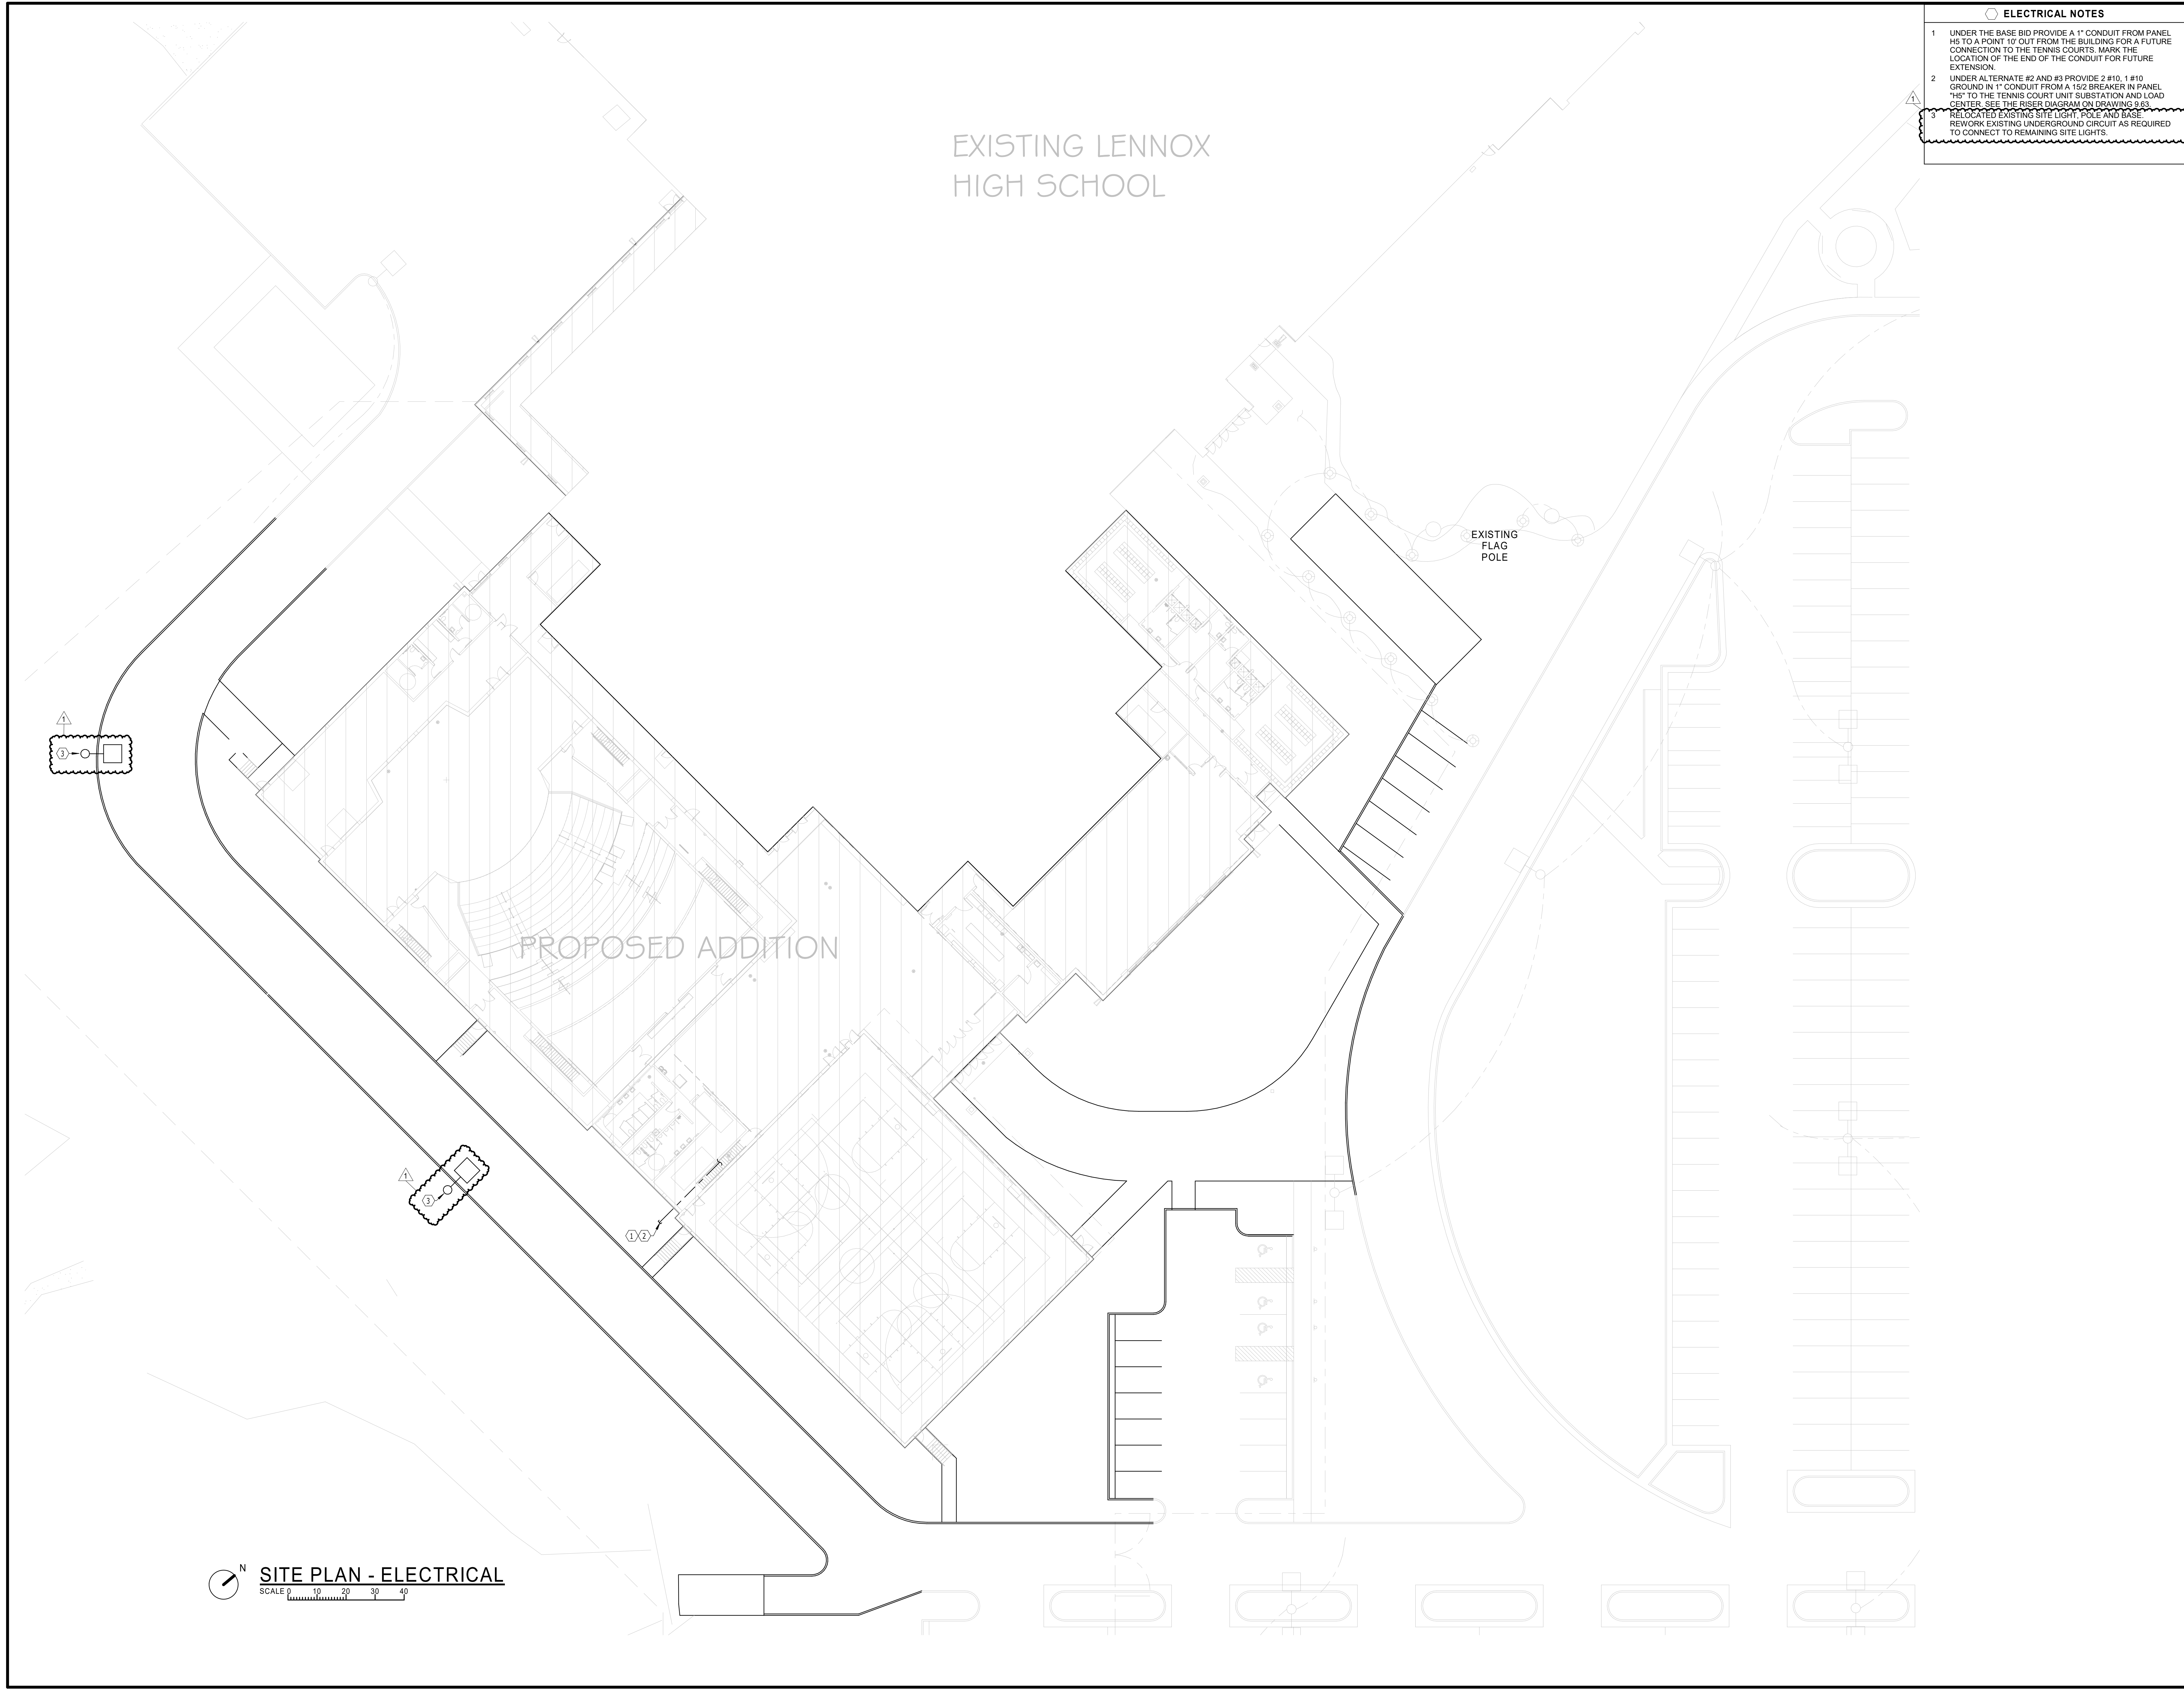 ELECTRICAL NOTES
1 UNDER THE BASE BID PROVIDE A 1" CONDUIT FROM PANEL
H5 TO A POINT 10' OUT FROM THE BUILDING FOR A FUTURE
CONNECTION TO THE TENNIS COURTS. MARK THE
LOCATION OF THE END OF THE CONDUIT FOR FUTURE
EXTENSION.
2 UNDER ALTERNATE #2 AND #3 PROVIDE 2 #10, 1 #10
GROUND IN 1" CONDUIT FROM A 15/2 BREAKER IN PANEL
"H5" TO THE TENNIS COURT UNIT SUBSTATION AND LOAD
CENTER. SEE THE RISER DIAGRAM ON DRAWING 9.63.
1
3 RELOCATED EXISTING SITE LIGHT, POLE AND BASE.
REWORK EXISTING UNDERGROUND CIRCUIT AS REQUIRED
TO CONNECT TO REMAINING SITE LIGHTS.
EXISTING LENNOX
HIGH SCHOOL
EXISTING
FLAG
POLE
1
3
PROPOSED ADDITION
1
3
1 2
N
SITE PLAN - ELECTRICAL
SCALE 0 10 20 30 40